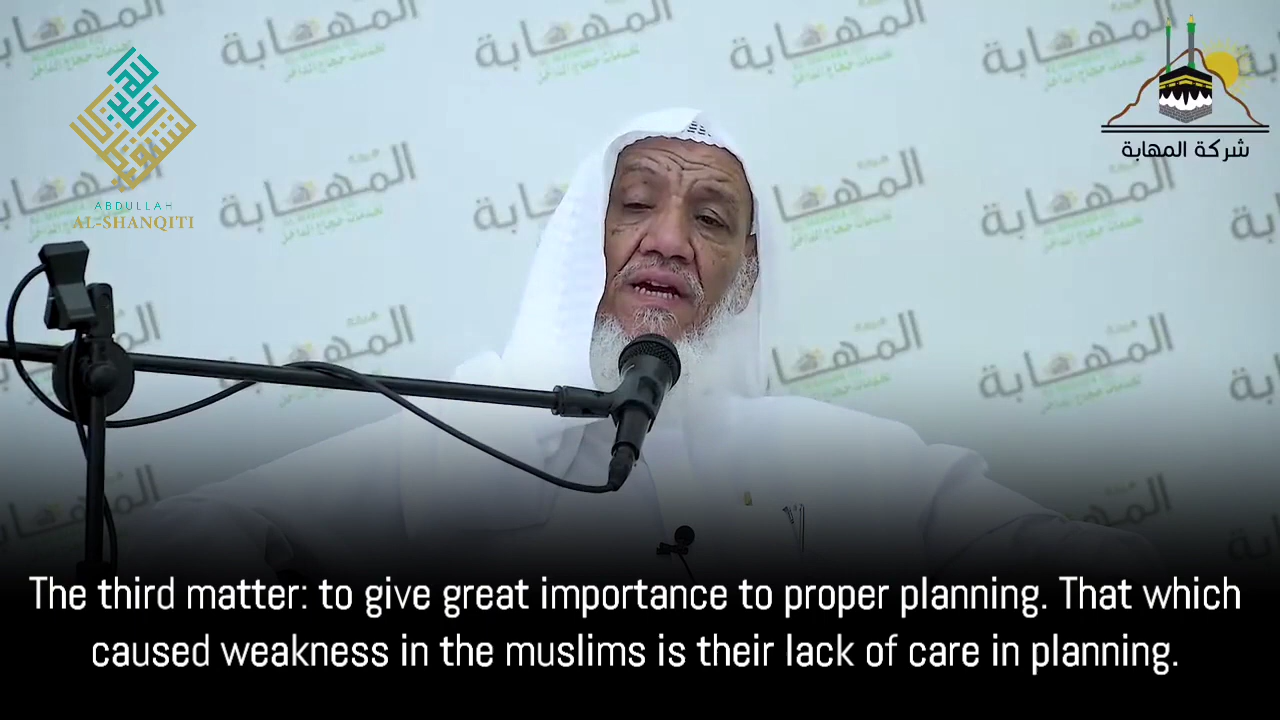 ABDULLAH
AL-SHANQITI
شركة المهابة
المهابة
The third matter: to give great importance to proper planning. That which
caused weakness in the muslims is their lack of care in planning.